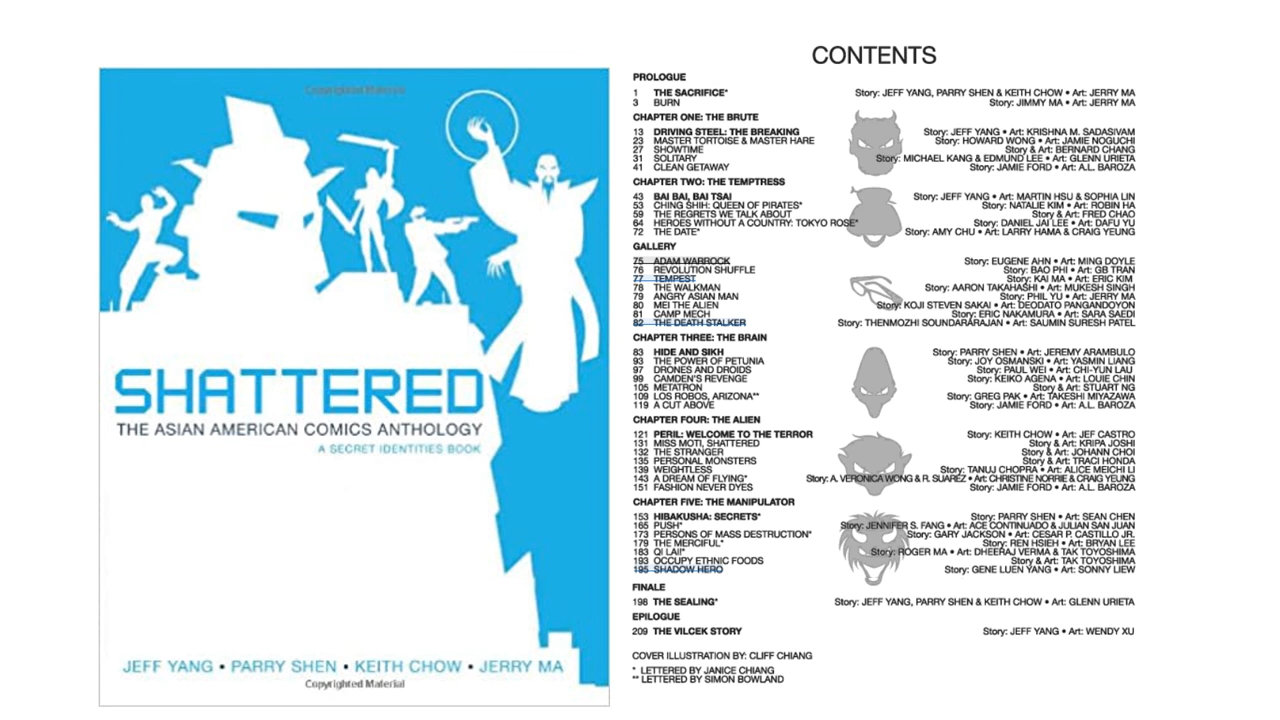 Copyrighted Material
SHATTERED
THE ASIAN AMERICAN COMICS ANTHOLOGY
A SECRET IDENTITIES BOOK
JEFF YANG • PARRY SHEN • KEITH CHOW • JERRY MA
Copyrighted Material
CONTENTS
PROLOGUE
1 THE SACRIFICE* Story: JEFF YANG, PARRY SHEN & KEITH CHOW • Art: JERRY MA
3 BURN Story: JIMMY MA • Art: JERRY MA
CHAPTER ONE: THE BRUTE
13 DRIVING STEEL: THE BREAKING Story: JEFF YANG • Art: KRISHNA M. SADASIVAM
23 MASTER TORTOISE & MASTER HARE Story: HOWARD WONG • Art: JAMIE NOGUCHI
27 SHOWTIME Story & Art: BERNARD CHANG
31 SOLITARY Story: MICHAEL KANG & EDMUND LEE • Art: GLENN URIETA
41 CLEAN GETAWAY Story: JAMIE FORD • Art: A.L. BAROZA
CHAPTER TWO: THE TEMPTRESS
43 BAI BAI, BAI TSAI Story: JEFF YANG • Art: MARTIN HSU & SOPHIA LIN
53 CHING SHIH: QUEEN OF PIRATES* Story: NATALIE KIM • Art: ROBIN HA
59 THE REGRETS WE TALK ABOUT Story & Art: FRED CHAO
64 HEROES WITHOUT A COUNTRY: TOKYO ROSE* Story: DANIEL JAI LEE • Art: DAFU YU
72 THE DATE* Story: AMY CHU • Art: LARRY HAMA & CRAIG YEUNG
GALLERY
75 ADAM WARROCK Story: EUGENE AHN • Art: MING DOYLE
76 REVOLUTION SHUFFLE Story: BAO PHI • Art: GB TRAN
77 TEMPEST Story: KAI MA • Art: ERIC KIM
78 THE WALKMAN Story: AARON TAKAHASHI • Art: MUKESH SINGH
79 ANGRY ASIAN MAN Story: PHIL YU • Art: JERRY MA
80 MEI THE ALIEN Story: KOJI STEVEN SAKAI • Art: DEODATO PANGANDOYON
81 CAMP MECH Story: ERIC NAKAMURA • Art: SARA SAEDI
82 THE DEATH STALKER Story: THENMOZHI SOUNDARARAJAN • Art: SAUMIN SURESH PATEL
CHAPTER THREE: THE BRAIN
83 HIDE AND SIKH Story: PARRY SHEN • Art: JEREMY ARAMBULO
93 THE POWER OF PETUNIA Story: JOY OSMANSKI • Art: YASMIN LIANG
97 DRONES AND DROIDS Story: PAUL WEI • Art: CHI-YUN LAU
99 CAMDEN'S REVENGE Story: KEIKO AGENA • Art: LOUIE CHIN
105 METATRON Story & Art: STUART NG
109 LOS ROBOS, ARIZONA** Story: GREG PAK • Art: TAKESHI MIYAZAWA
119 A CUT ABOVE Story: JAMIE FORD • Art: A.L. BAROZA
CHAPTER FOUR: THE ALIEN
121 PERIL: WELCOME TO THE TERROR Story: KEITH CHOW • Art: JEF CASTRO
131 MISS MOTI, SHATTERED Story & Art: KRIPA JOSHI
132 THE STRANGER Story & Art: JOHANN CHOI
135 PERSONAL MONSTERS Story & Art: TRACI HONDA
139 WEIGHTLESS Story: TANUJ CHOPRA • Art: ALICE MEICHI LI
143 A DREAM OF FLYING* Story: A. VERONICA WONG & R. SUAREZ • Art: CHRISTINE NORRIE & CRAIG YEUNG
151 FASHION NEVER DYES Story: JAMIE FORD • Art: A.L. BAROZA
CHAPTER FIVE: THE MANIPULATOR
153 HIBAKUSHA: SECRETS* Story: PARRY SHEN • Art: SEAN CHEN
165 PUSH* Story: JENNIFER S. FANG • Art: ACE CONTINUADO & JULIAN SAN JUAN
173 PERSONS OF MASS DESTRUCTION* Story: GARY JACKSON • Art: CESAR P. CASTILLO JR.
179 THE MERCIFUL* Story: REN HSIEH • Art: BRYAN LEE
183 QI LAI!* Story: ROGER MA • Art: DHEERAJ VERMA & TAK TOYOSHIMA
193 OCCUPY ETHNIC FOODS Story & Art: TAK TOYOSHIMA
195 SHADOW HERO Story: GENE LUEN YANG • Art: SONNY LIEW
FINALE
198 THE SEALING* Story: JEFF YANG, PARRY SHEN & KEITH CHOW • Art: GLENN URIETA
EPILOGUE
209 THE VILCEK STORY Story: JEFF YANG • Art: WENDY XU
COVER ILLUSTRATION BY: CLIFF CHIANG
* LETTERED BY JANICE CHIANG
** LETTERED BY SIMON BOWLAND